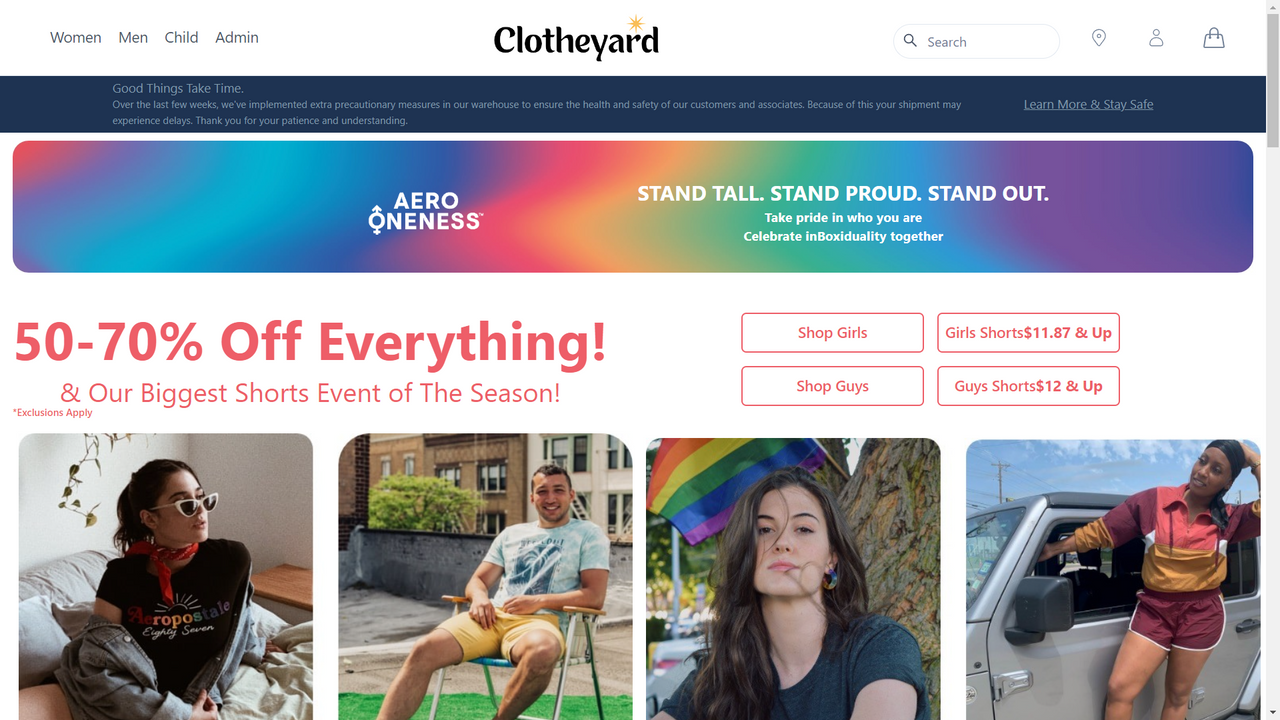 Women Men Child Admin
Clotheyard
Search
Good Things Take Time.
Over the last few weeks, we've implemented extra precautionary measures in our warehouse to ensure the health and safety of our customers and associates. Because of this your shipment may
experience delays. Thank you for your patience and understanding.
Learn More & Stay Safe
AERO
ONENESS™
STAND TALL. STAND PROUD. STAND OUT.
Take pride in who you are
Celebrate inBoxiduality together
50-70% Off Everything!
& Our Biggest Shorts Event of The Season!
*Exclusions Apply
Shop Girls
Girls Shorts$11.87 & Up
Shop Guys
Guys Shorts$12 & Up
Aeropostale
Eighty Seven